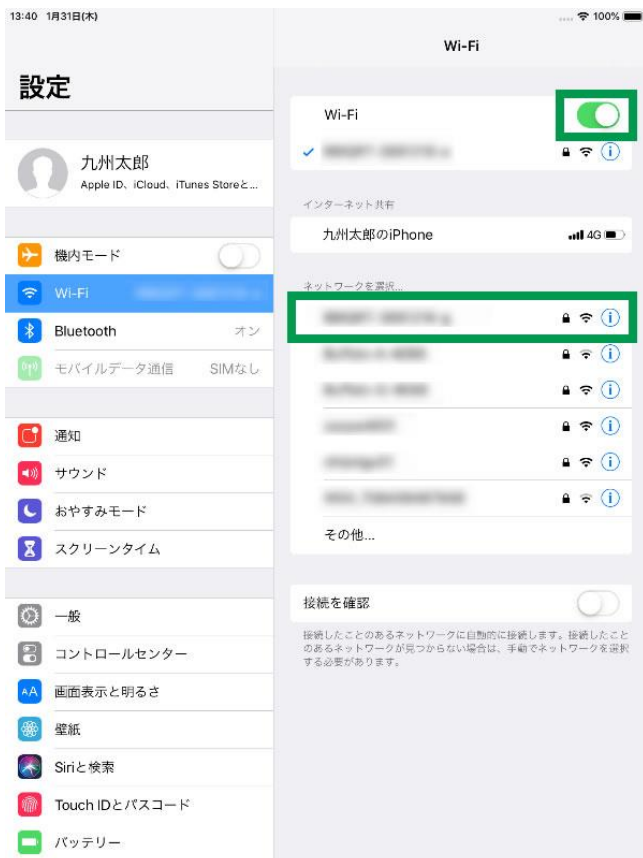 13:40 1月31日(木)
100%
設定
九州太郎
Apple ID、iCloud、iTunes Storeと...
機内モード
Wi-Fi
Bluetooth
オン
モバイルデータ通信
SIMなし
通知
サウンド
おやすみモード
スクリーンタイム
一般
コントロールセンター
AA
画面表示と明るさ
壁紙
Siriと検索
Touch IDとパスコード
バッテリー
Wi-Fi
Wi-Fi
インターネット共有
九州太郎のiPhone
4G
ネットワークを選択...
その他...
接続を確認
接続したことのあるネットワークに自動的に接続します。接続したこと
のあるネットワークが見つからない場合は、手動でネットワークを選択
する必要があります。